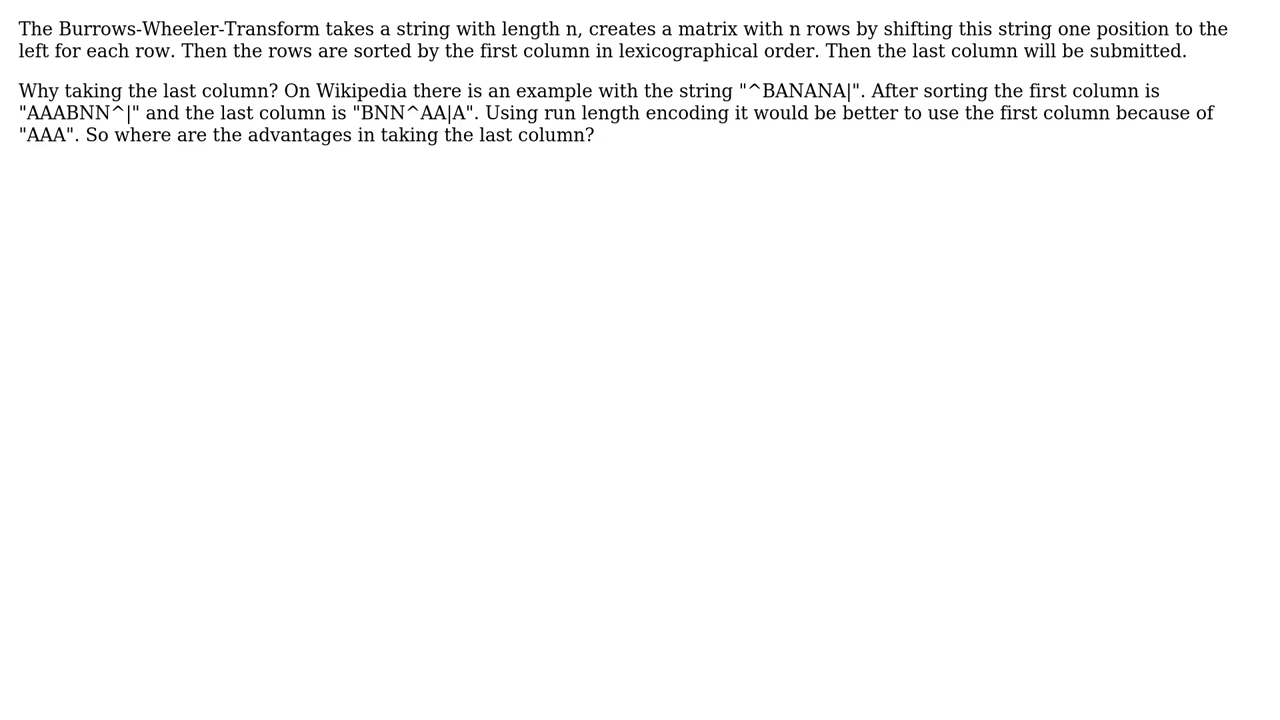 The Burrows-Wheeler-Transform takes a string with length n, creates a matrix with n rows by shifting this string one position to the
left for each row. Then the rows are sorted by the first column in lexicographical order. Then the last column will be submitted.
Why taking the last column? On Wikipedia there is an example with the string "^BANANA|". After sorting the first column is
"AAABNN^|" and the last column is "BNN^AA|A". Using run length encoding it would be better to use the first column because of
"AAA". So where are the advantages in taking the last column?